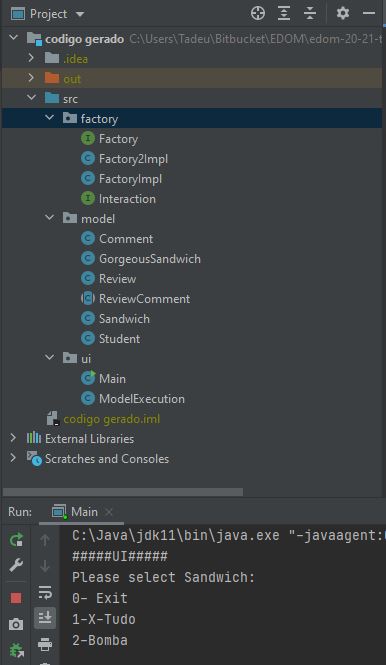 Project
codigo gerado C:\Users\Tadeu\Bitbucket\EDOM\edom-20-21-t
.idea
out
src
factory
Factory
Factory2Impl
FactoryImpl
Interaction
model
Comment
GorgeousSandwich
Review
ReviewComment
Sandwich
Student
ui
Main
ModelExecution
codigo gerado.iml
External Libraries
Scratches and Consoles
Run: Main
C:\Java\jdk11\bin\java.exe "-javaagent:
#####UI#####
Please select Sandwich:
0- Exit
1-X-Tudo
2-Bomba